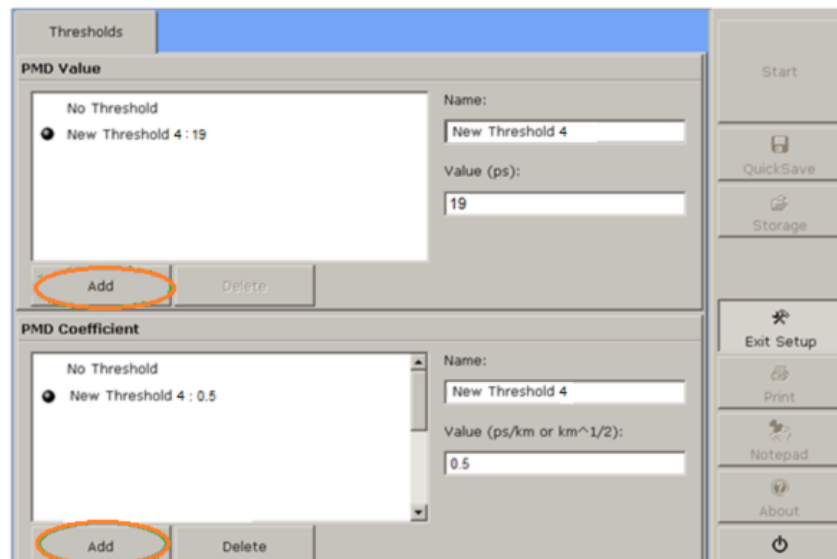 Thresholds
PMD Value
No Threshold
New Threshold 4 : 19
Name:
New Threshold 4
Value (ps):
19
Add
Delete
PMD Coefficient
No Threshold
New Threshold 4 : 0.5
Name:
New Threshold 4
Value (ps/km or km^1/2):
0.5
Add
Delete
Start
QuickSave
Storage
Exit Setup
Print
Notepad
About